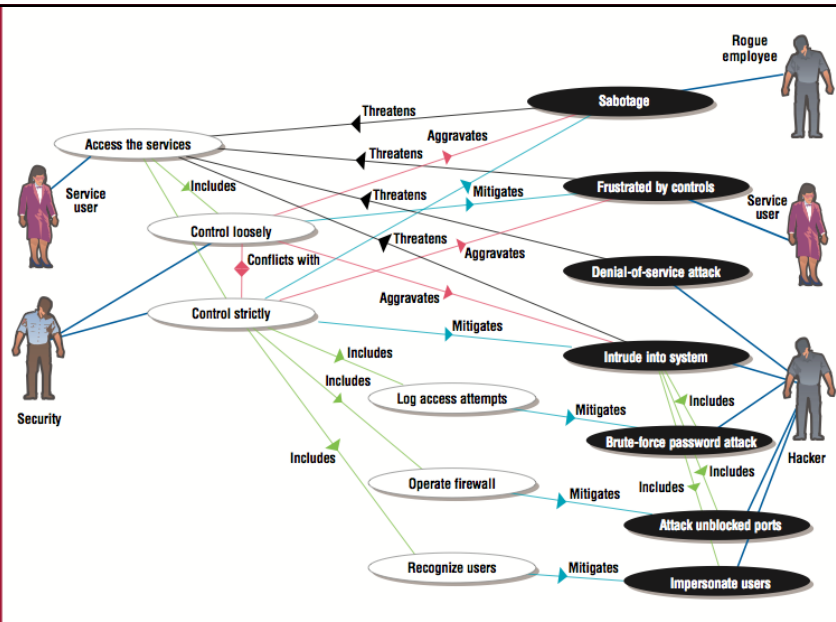 Rogue
employee
Sabotage
Threatens
Aggravates
Access the services
Threatens
Includes
Mitigates
Frustrated by controls
Service
user
Threatens
Service
user
Control loosely
Threatens
Conflicts with
Aggravates
Denial-of-service attack
Aggravates
Control strictly
Mitigates
Includes
Intrude into system
Includes
Log access attempts
Includes
Security
Mitigates
Brute-force password attack
Hacker
Includes
Includes
Operate firewall
Includes
Mitigates
Attack unblocked ports
Recognize users
Mitigates
Impersonate users